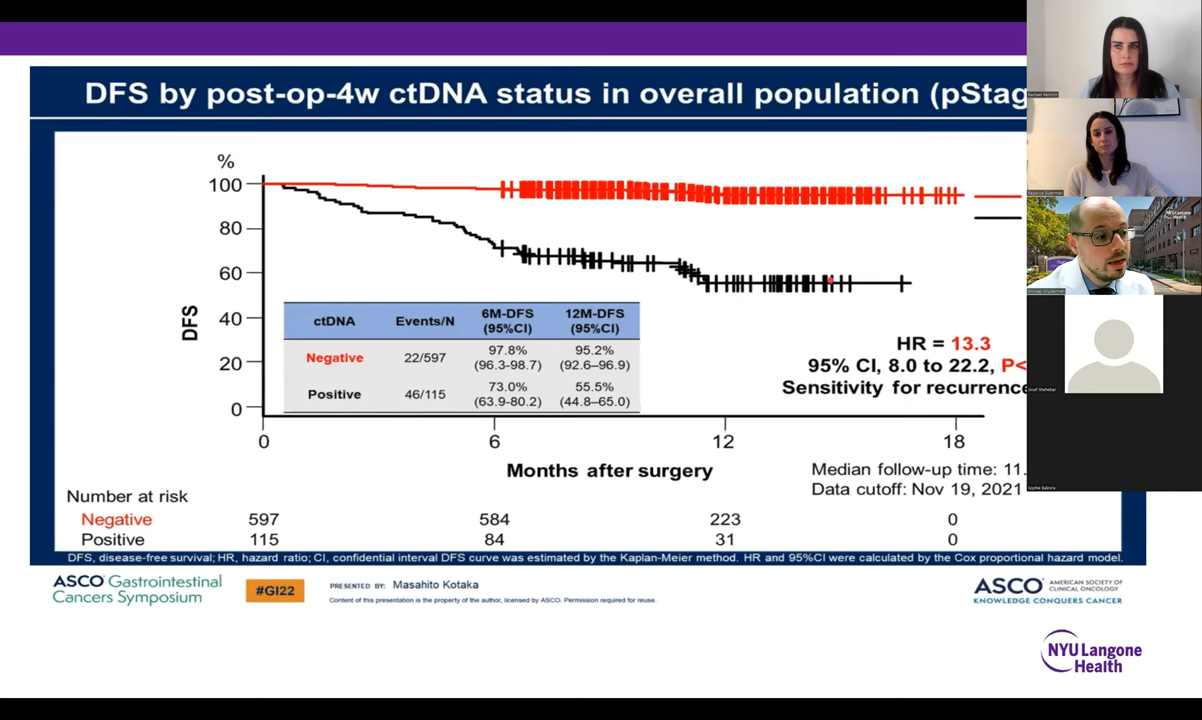 DFS by post-op-4w ctDNA status in overall population (pStag
%
100
80
60
40
20
0
DFS
ctDNA Events/N 6M-DFS (95%CI) 12M-DFS (95%CI)
Negative 22/597 97.8% (96.3-98.7) 95.2% (92.6–96.9)
Positive 46/115 73.0% (63.9-80.2) 55.5% (44.8–65.0)
HR = 13.3
95% CI, 8.0 to 22.2, P<
Sensitivity for recurrence
0 6 12 18
Months after surgery
Median follow-up time: 11.
Data cutoff: Nov 19, 2021
Number at risk
Negative 597 584 223 0
Positive 115 84 31 0
DFS, disease-free survival; HR, hazard ratio; CI, confidential interval DFS curve was estimated by the Kaplan-Meier method. HR and 95%CI were calculated by the Cox proportional hazard model.
ASCO Gastrointestinal
Cancers Symposium
#GI22
PRESENTED BY: Masahito Kotaka
Content of this presentation is the property of the author, licensed by ASCO. Permission required for reuse.
ASCO AMERICAN SOCIETY OF
CLINICAL ONCOLOGY
KNOWLEDGE CONQUERS CANCER
NYU Langone
Health
NYU Langone
Health